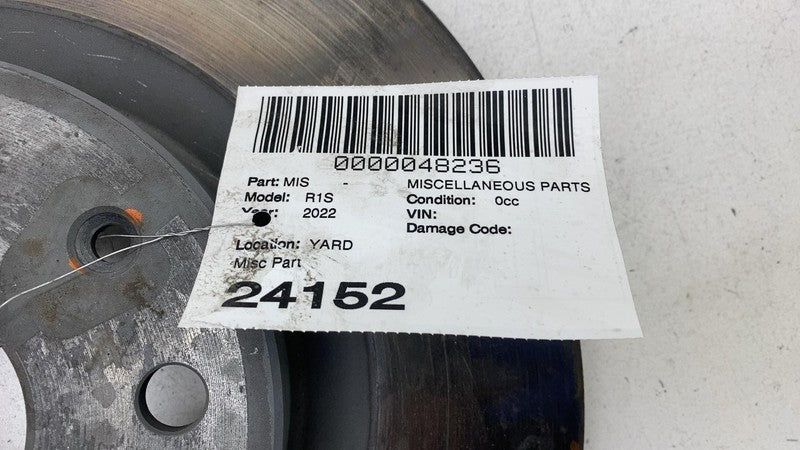 0000048236
Part: MIS - MISCELLANEOUS PARTS
Model: R1S Condition: 0cc
Year: 2022 VIN:
Damage Code:
Location: YARD
Misc Part
24152